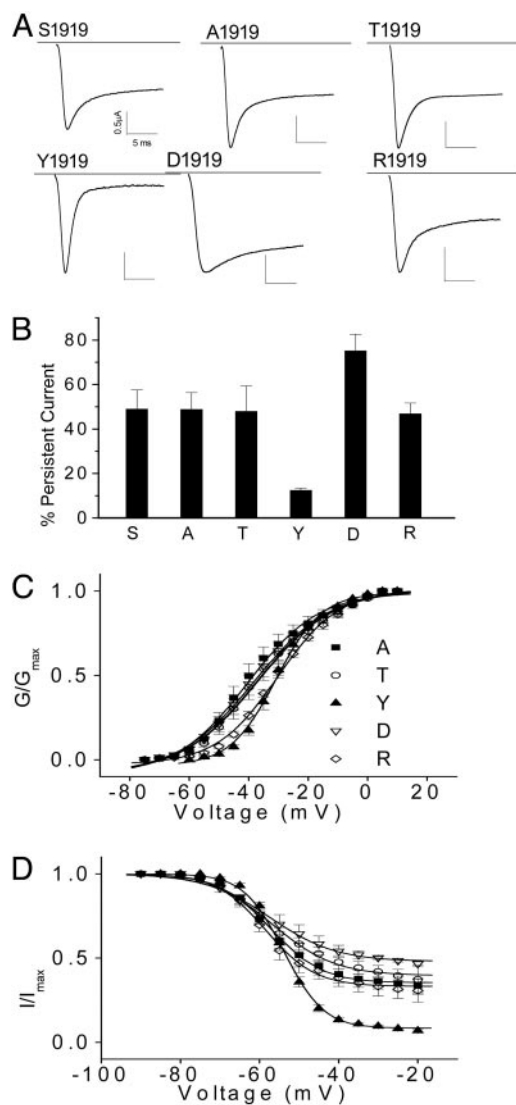 A
S1919
A1919
T1919
0.5µA
5 ms
Y1919
D1919
R1919
B
80
60
40
20
0
% Persistent Current
S A T Y D R
C
1.0
0.5
0.0
G/Gmax
A
T
Y
D
R
-80 -60 -40 -20 0 20
Voltage (mV)
D
1.0
0.5
0.0
I/Imax
-100 -80 -60 -40 -20
Voltage (mV)